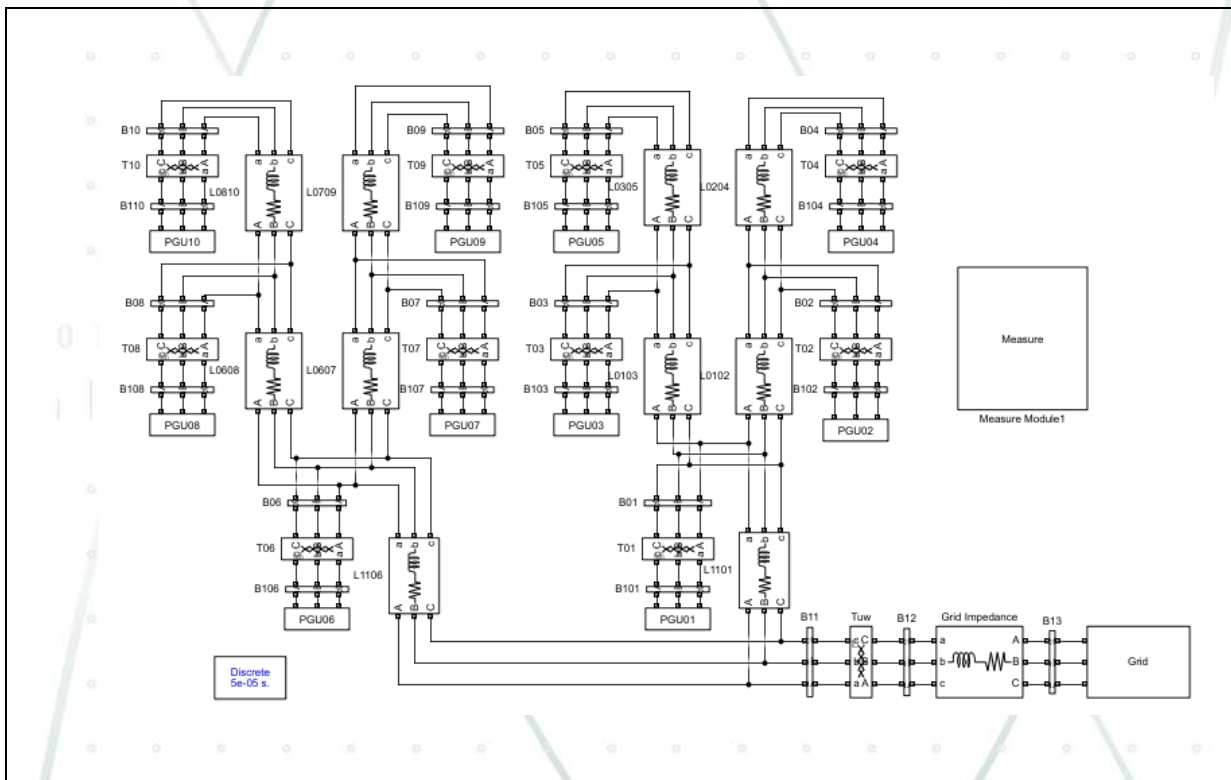 B10
B09
B05
B04
T10
T09
T05
T04
L0810
L0709
L0305
L0204
B110
B109
B105
B104
PGU10
PGU09
PGU05
PGU04
B08
B07
B03
B02
T08
T07
T03
T02
L0608
L0607
L0103
L0102
B108
B107
B103
B102
PGU08
PGU07
PGU03
PGU02
Measure
Measure Module1
B06
B01
T06
T01
L1106
L1101
B106
B101
PGU06
PGU01
B11
Tuw
B12
Grid Impedance
B13
a
A
b
B
c
C
Grid
Discrete
5e-05 s.